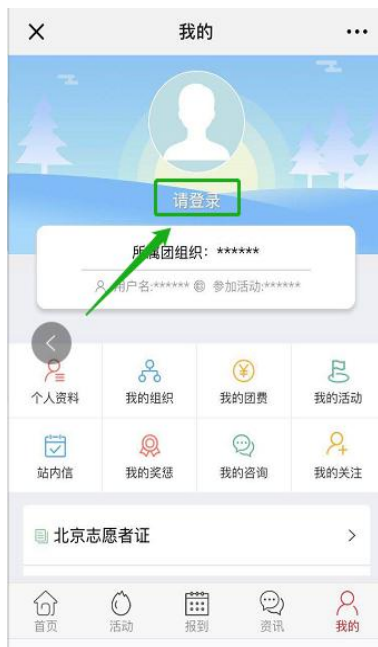 我的
请登录
所属团组织：******
用户名:****** 参加活动:******
个人资料 我的组织 我的团费 我的活动
站内信 我的奖惩 我的咨询 我的关注
北京志愿者证
首页 活动 报到 资讯 我的